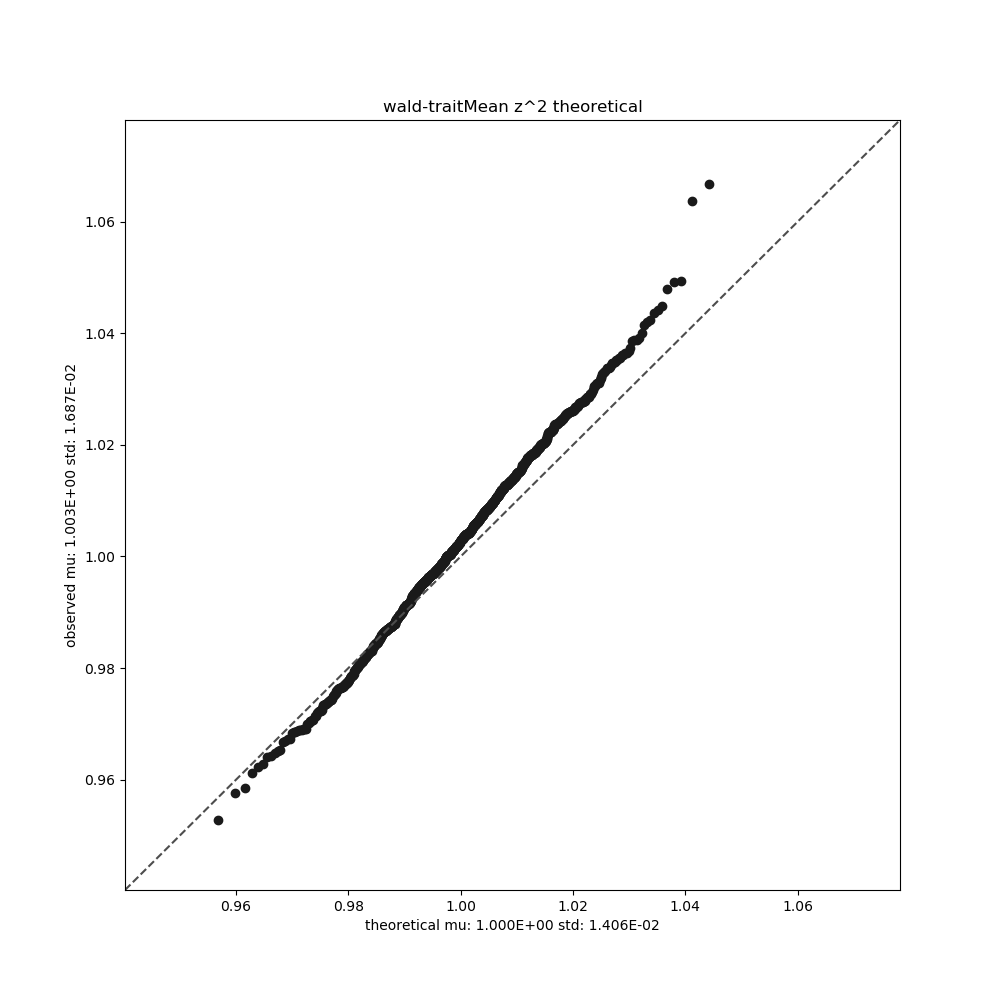 wald-traitMean z^2 theoretical
1.06
1.04
1.02
1.00
0.98
0.96
observed mu: 1.003E+00 std: 1.687E-02
0.96 0.98 1.00 1.02 1.04 1.06
theoretical mu: 1.000E+00 std: 1.406E-02